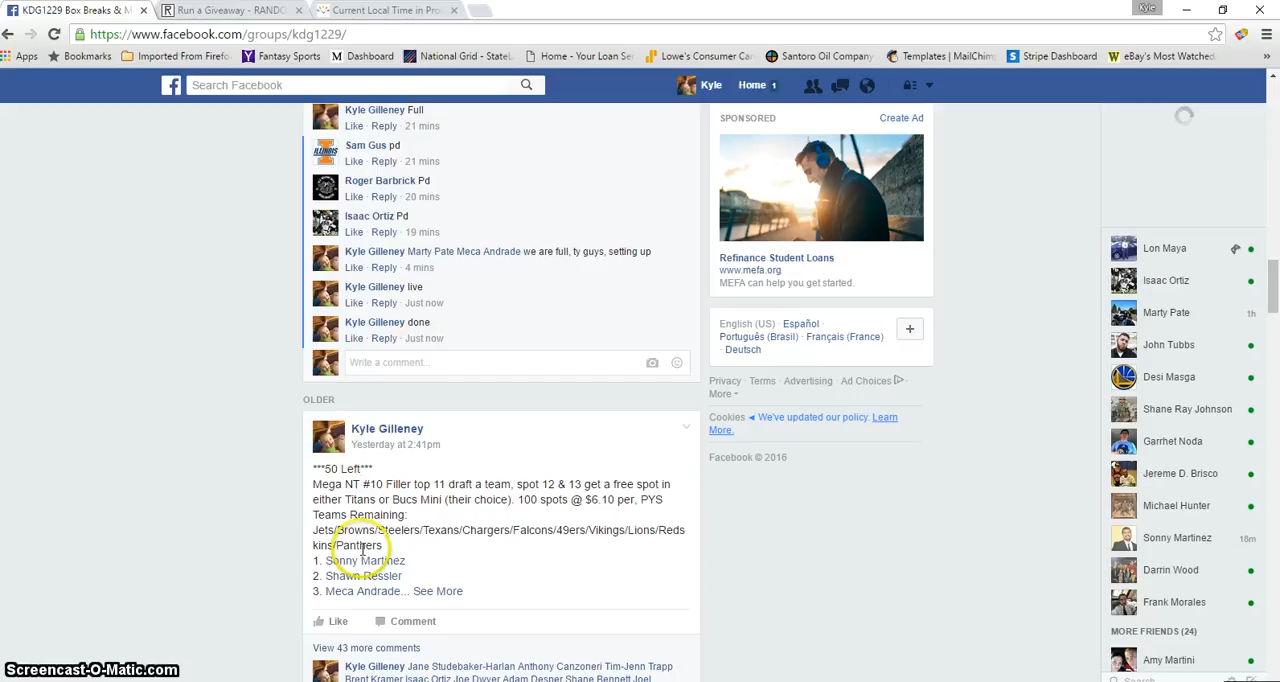 KDG1229 Box Breaks & M
Run a Giveaway - RANDO
Current Local Time in Pro
Kyle
https://www.facebook.com/groups/kdg1229/
Apps
Bookmarks
Imported From Firefo
Fantasy Sports
Dashboard
National Grid - StateL
Home - Your Loan Ser
Lowe's Consumer Car
Santoro Oil Company
Templates | MailChim
Stripe Dashboard
eBay's Most Watched
»
Search Facebook
Kyle
Home 1
Kyle Gilleney Full
Like · Reply · 21 mins
Sam Gus pd
Like · Reply · 21 mins
Roger Barbrick Pd
Like · Reply · 20 mins
Isaac Ortiz Pd
Like · Reply · 19 mins
Kyle Gilleney Marty Pate Meca Andrade we are full, ty guys, setting up
Like · Reply · 4 mins
Kyle Gilleney live
Like · Reply · Just now
Kyle Gilleney done
Like · Reply · Just now
Write a comment...
OLDER
Kyle Gilleney
Yesterday at 2:41pm
***50 Left***
Mega NT #10 Filler top 11 draft a team, spot 12 & 13 get a free spot in
either Titans or Bucs Mini (their choice). 100 spots @ $6.10 per, PYS
Teams Remaining:
Jets/Browns/Steelers/Texans/Chargers/Falcons/49ers/Vikings/Lions/Reds
kins/Panthers
1. Sonny Martinez
2. Shawn Ressler
3. Meca Andrade... See More
Like
Comment
View 43 more comments
Kyle Gilleney Jane Studebaker-Harlan Anthony Canzoneri Tim-Jenn Trapp
Brent Kramer Isaac Ortiz Joe Dwyer Adam Desper Shane Bennett Joel
SPONSORED
Create Ad
Refinance Student Loans
www.mefa.org
MEFA can help you get started.
English (US) · Español ·
Português (Brasil) · Français (France)
· Deutsch
+
Privacy · Terms · Advertising · Ad Choices ·
More
Cookies ◄ We've updated our policy. Learn
More.
Facebook © 2016
Lon Maya
Isaac Ortiz
Marty Pate 1h
John Tubbs
Desi Masga
Shane Ray Johnson
Garrhet Noda
Jereme D. Brisco
Michael Hunter
Sonny Martinez 18m
Darrin Wood
Frank Morales
MORE FRIENDS (24)
Amy Martini
Search
ILLINOIS
Screencast-O-Matic.com